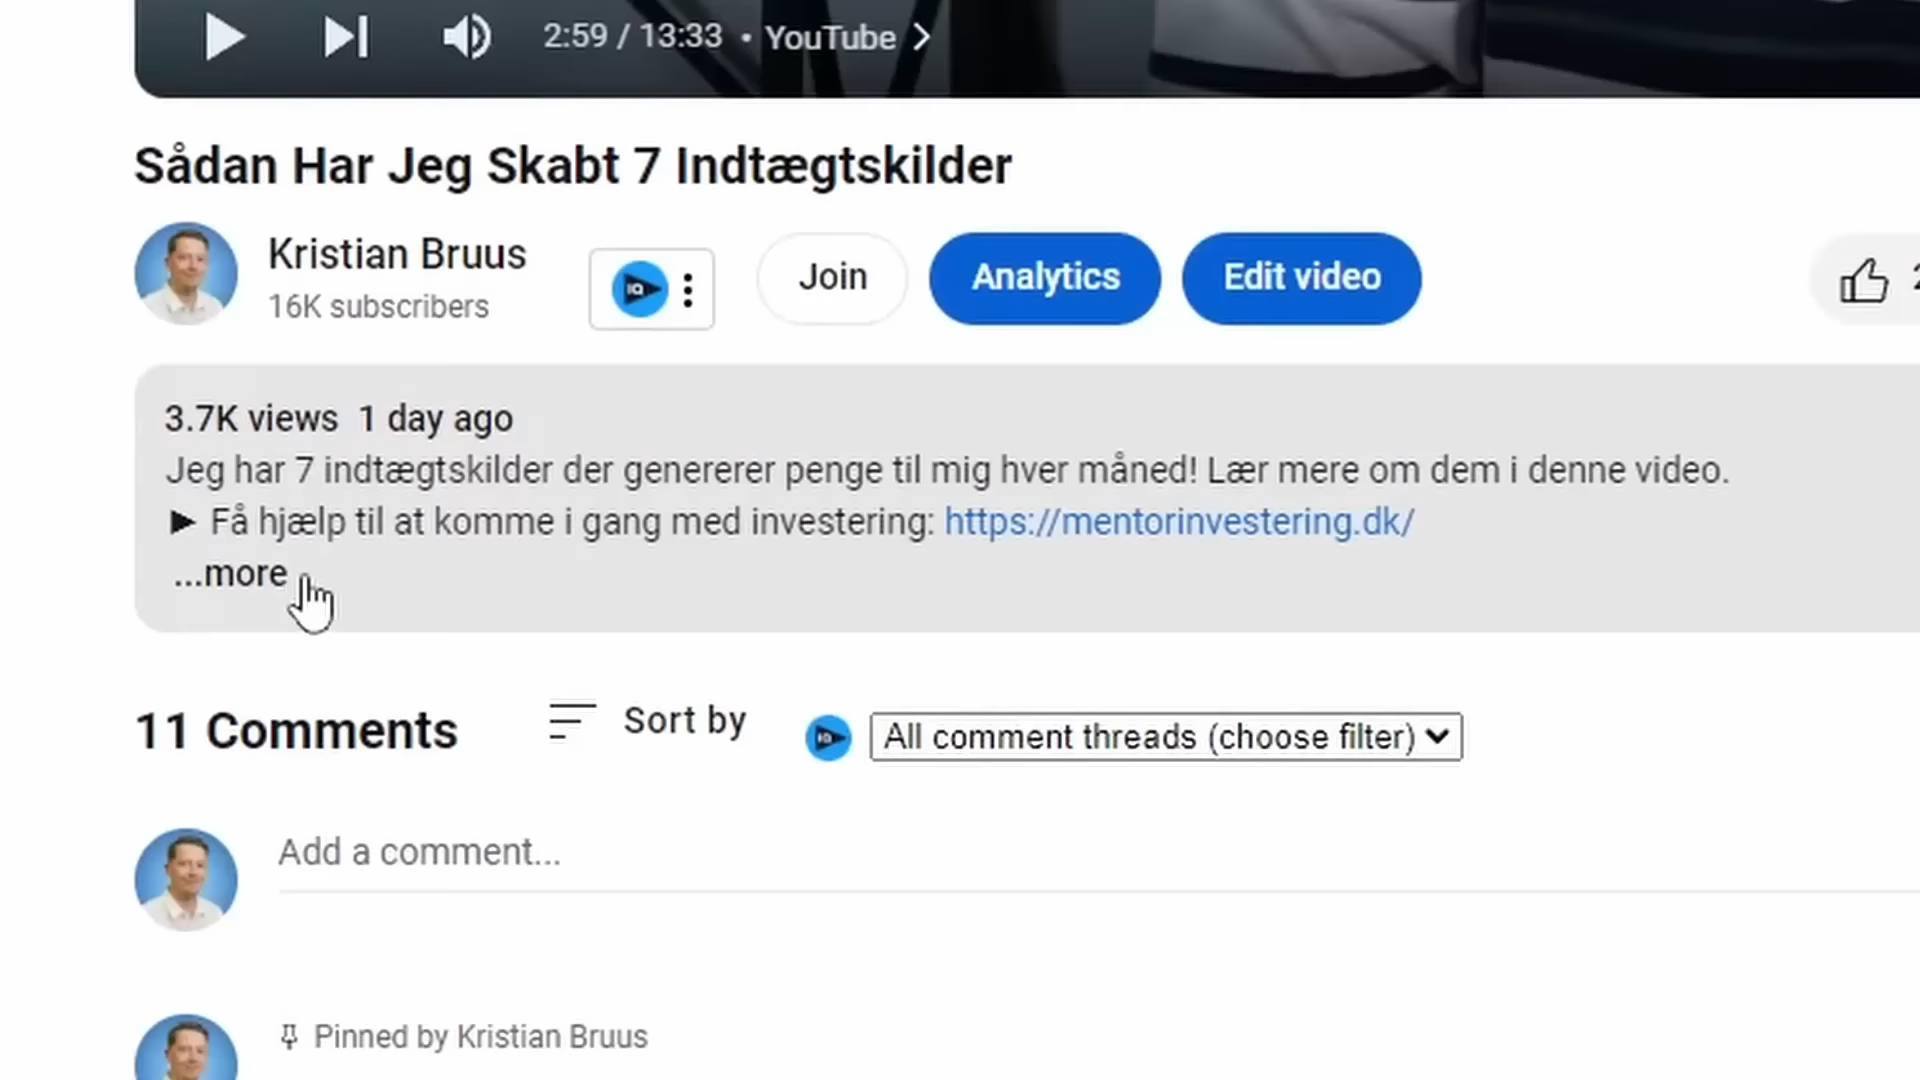 2:59 / 13:33 • YouTube
Sådan Har Jeg Skabt 7 Indtægtskilder
Kristian Bruus
16K subscribers
IQ
Join
Analytics
Edit video
3.7K views 1 day ago
Jeg har 7 indtægtskilder der genererer penge til mig hver måned! Lær mere om dem i denne video.
► Få hjælp til at komme i gang med investering: https://mentorinvestering.dk/
...more
11 Comments
Sort by
IQ
All comment threads (choose filter)
Add a comment...
Pinned by Kristian Bruus